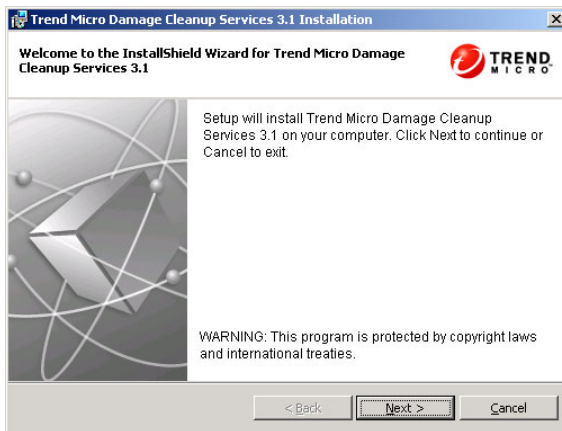 Trend Micro Damage Cleanup Services 3.1 Installation
Welcome to the InstallShield Wizard for Trend Micro Damage
Cleanup Services 3.1
TREND
MICRO
Setup will install Trend Micro Damage Cleanup
Services 3.1 on your computer. Click Next to continue or
Cancel to exit.
WARNING: This program is protected by copyright laws
and international treaties.
< Back
Next >
Cancel